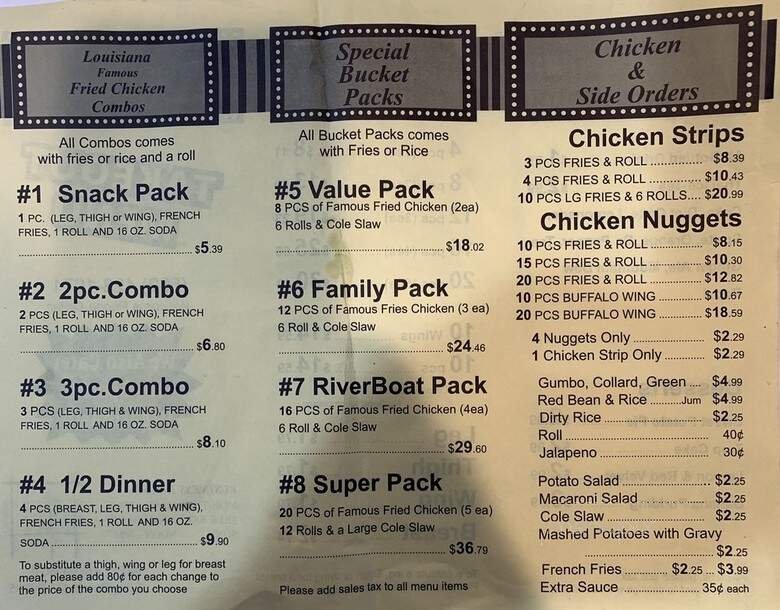 Louisiana
Famous
Fried Chicken
Combos
All Combos comes
with fries or rice and a roll
#1 Snack Pack
1 PC. (LEG, THIGH or WING), FRENCH
FRIES, 1 ROLL AND 16 OZ. SODA
$5.39
#2 2pc.Combo
2 PCS (LEG, THIGH or WING), FRENCH
FRIES, 1 ROLL AND 16 OZ. SODA
$6.80
#3 3pc.Combo
3 PCS (LEG, THIGH & WING), FRENCH
FRIES, 1 ROLL AND 16 OZ. SODA
$8.10
#4 1/2 Dinner
4 PCS (BREAST, LEG, THIGH & WING),
FRENCH FRIES, 1 ROLL AND 16 OZ.
SODA $9.90
To substitute a thigh, wing or leg for breast
meat, please add 80¢ for each change to
the price of the combo you choose
Special
Bucket
Packs
All Bucket Packs comes
with Fries or Rice
#5 Value Pack
8 PCS of Famous Fried Chicken (2ea)
6 Rolls & Cole Slaw
$18.02
#6 Family Pack
12 PCS of Famous Fries Chicken (3 ea)
6 Roll & Cole Slaw
$24.46
#7 RiverBoat Pack
16 PCS of Famous Fried Chicken (4ea)
6 Roll & Cole Slaw
$29.60
#8 Super Pack
20 PCS of Famous Fried Chicken (5 ea)
12 Rolls & a Large Cole Slaw
$36.79
Please add sales tax to all menu items
Chicken
&
Side Orders
Chicken Strips
3 PCS FRIES & ROLL $8.39
4 PCS FRIES & ROLL $10.43
10 PCS LG FRIES & 6 ROLLS.... $20.99
Chicken Nuggets
10 PCS FRIES & ROLL $8.15
15 PCS FRIES & ROLL $10.30
20 PCS FRIES & ROLL $12.82
10 PCS BUFFALO WING $10.67
20 PCS BUFFALO WING $18.59
4 Nuggets Only $2.29
1 Chicken Strip Only $2.29
Gumbo, Collard, Green .... $4.99
Red Bean & Rice ..........Jum $4.99
Dirty Rice $2.25
Roll 40¢
Jalapeno 30¢
Potato Salad $2.25
Macaroni Salad $2.25
Cole Slaw $2.25
Mashed Potatoes with Gravy
$2.25
French Fries $2.25 ... $3.99
Extra Sauce 35¢ each